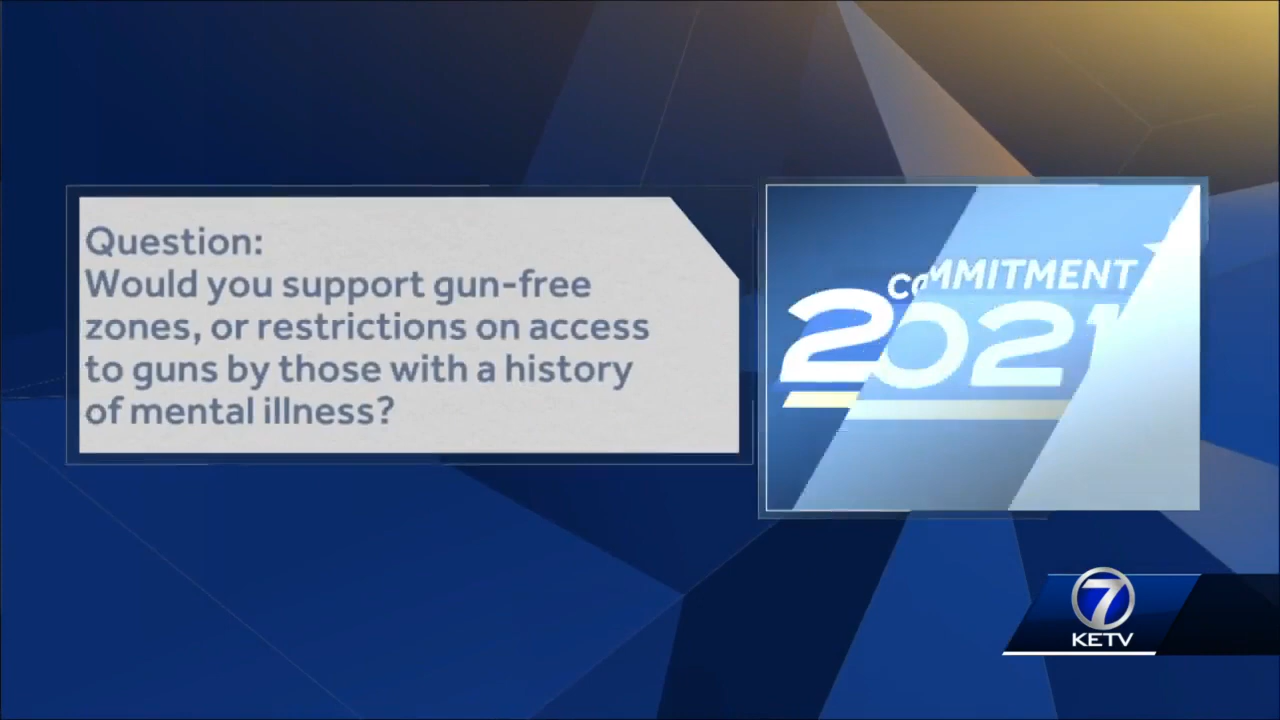 Question:
Would you support gun-free
zones, or restrictions on access
to guns by those with a history
of mental illness?
COMMITMENT
2021
7
KETV